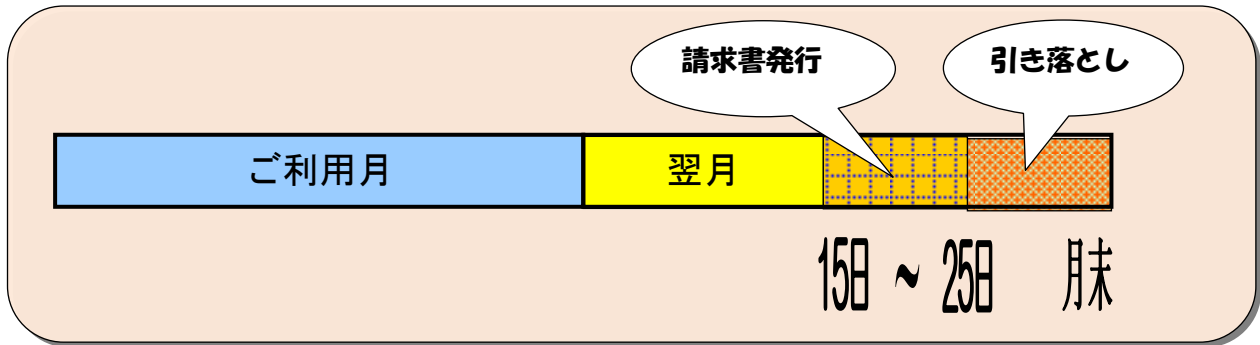 請求書発行
引き落とし
ご利用月
翌月
15日 ~ 25日
月末